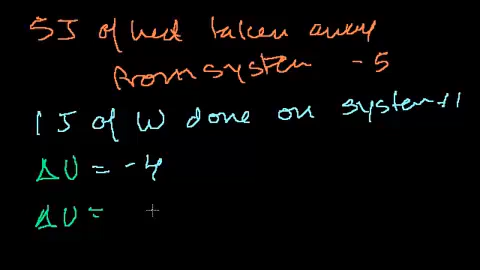 5J of heat taken away
from system -5
1 J of W done on system +1
ΔU = -4
ΔU =